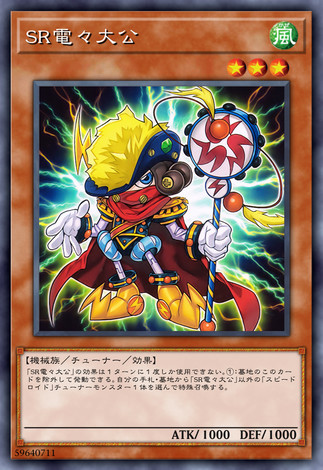 SR電々大公
風
【機械族／チューナー／効果】
「SR電々大公」の効果は１ターンに１度しか使用できない。①：墓地のこのカー
ドを除外して発動できる。自分の手札・墓地から「SR電々大公」以外の「スピード
ロイド」チューナーモンスター１体を選んで特殊召喚する。
ATK/ 1000 DEF/ 1000
59640711